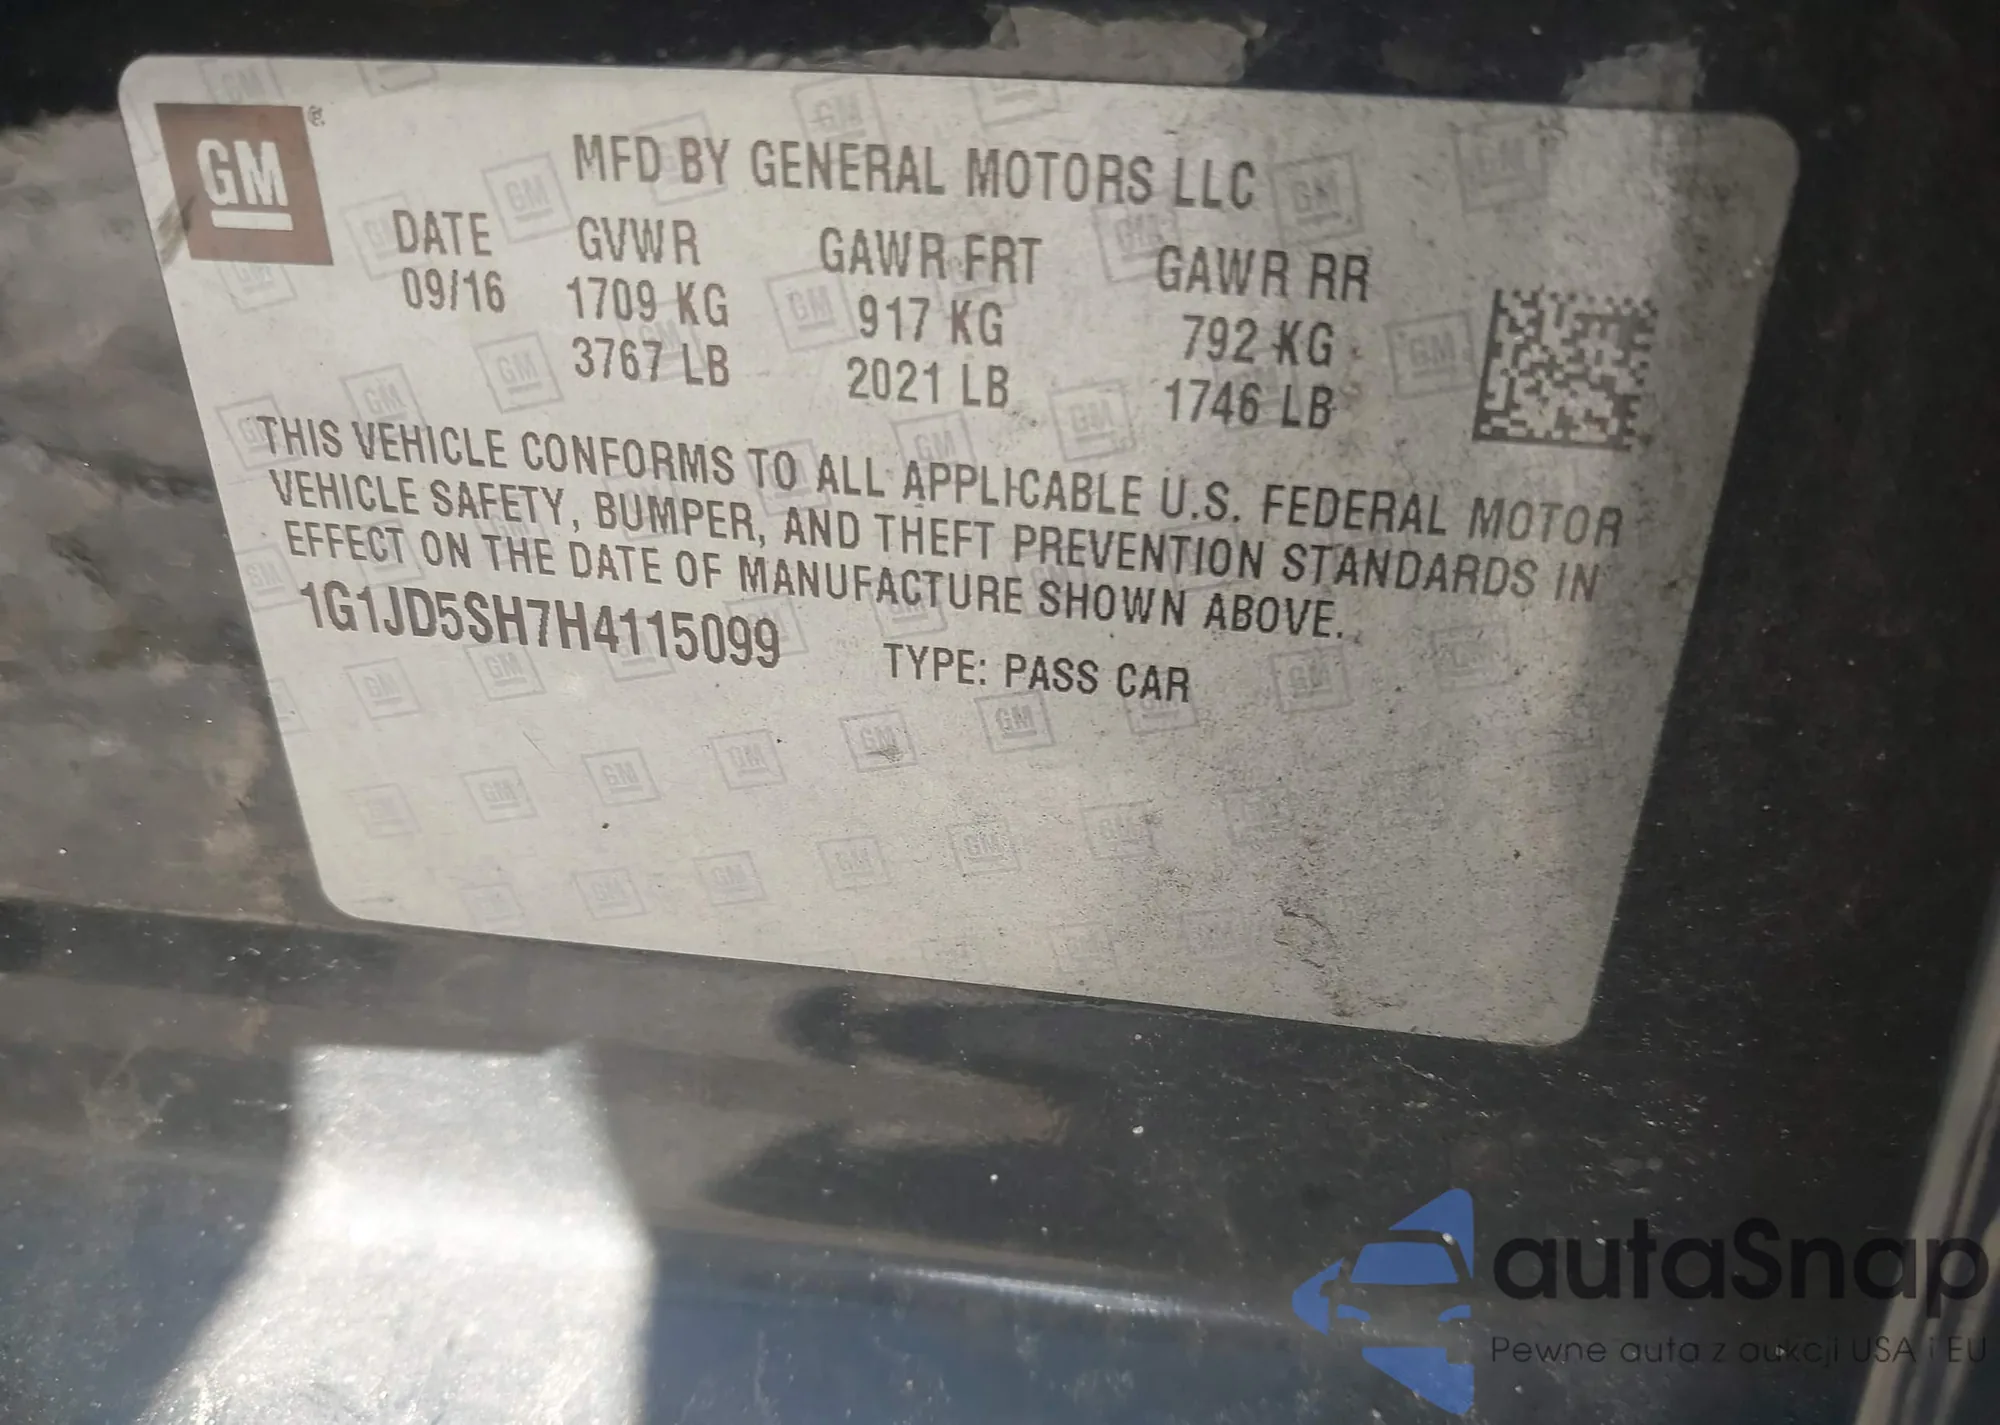 GM
MFD BY GENERAL MOTORS LLC
DATE GVWR GAWR FRT GAWR RR
09/16 1709 KG 917 KG 792 KG
3767 LB 2021 LB 1746 LB
THIS VEHICLE CONFORMS TO ALL APPLICABLE U.S. FEDERAL MOTOR
VEHICLE SAFETY, BUMPER, AND THEFT PREVENTION STANDARDS IN
EFFECT ON THE DATE OF MANUFACTURE SHOWN ABOVE.
1G1JD5SH7H4115099 TYPE: PASS CAR
autaSnap
Pewne auta z aukcji USA i EU